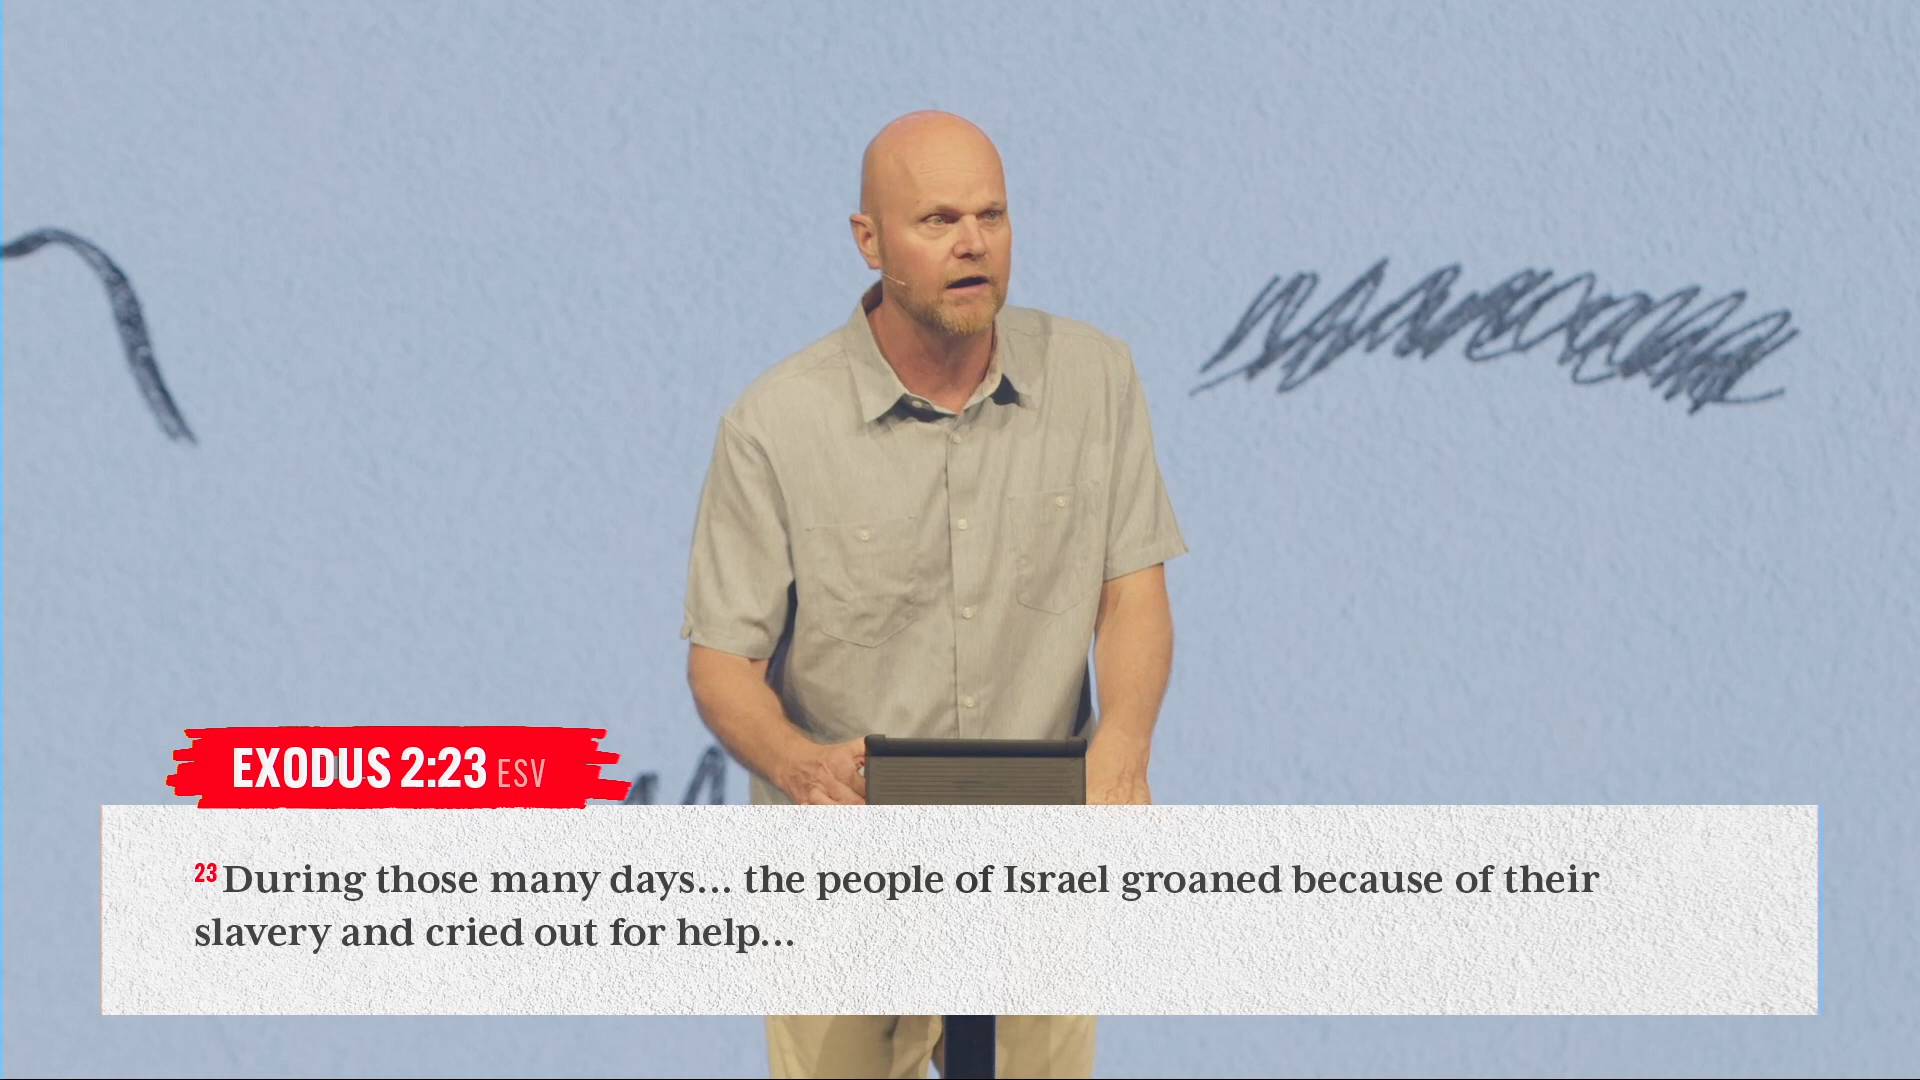 EXODUS 2:23 ESV
23 During those many days... the people of Israel groaned because of their
slavery and cried out for help...